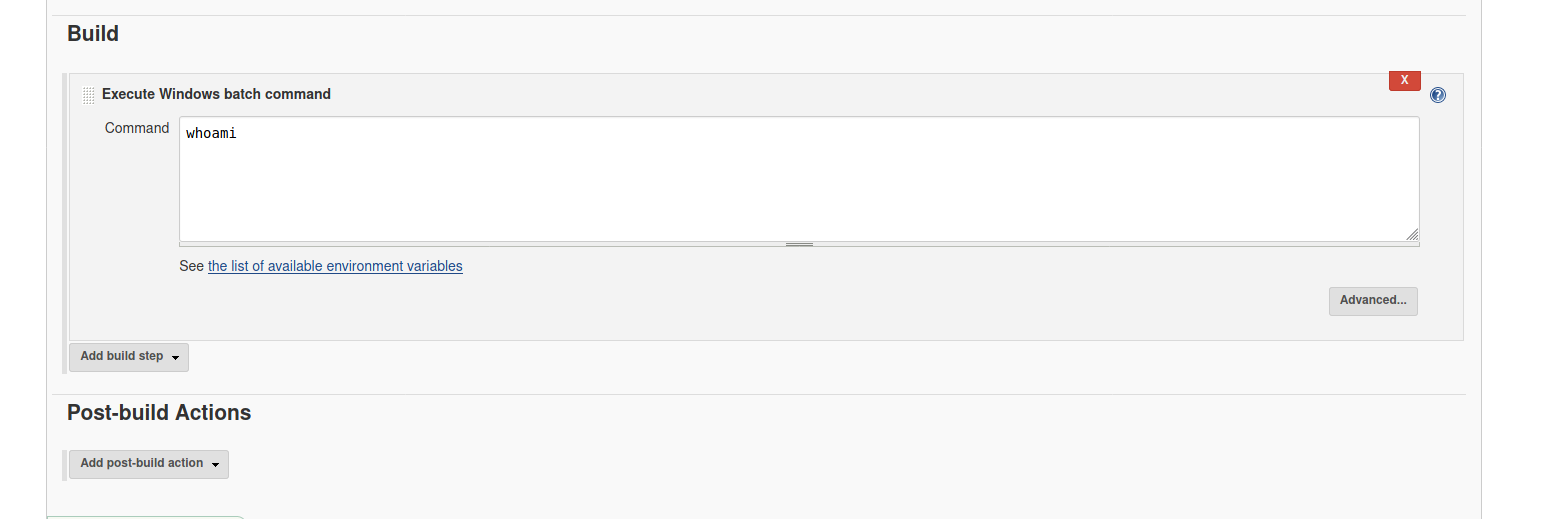 Build
X
Execute Windows batch command
?
Command
whoami
See the list of available environment variables
Advanced...
Add build step
Post-build Actions
Add post-build action